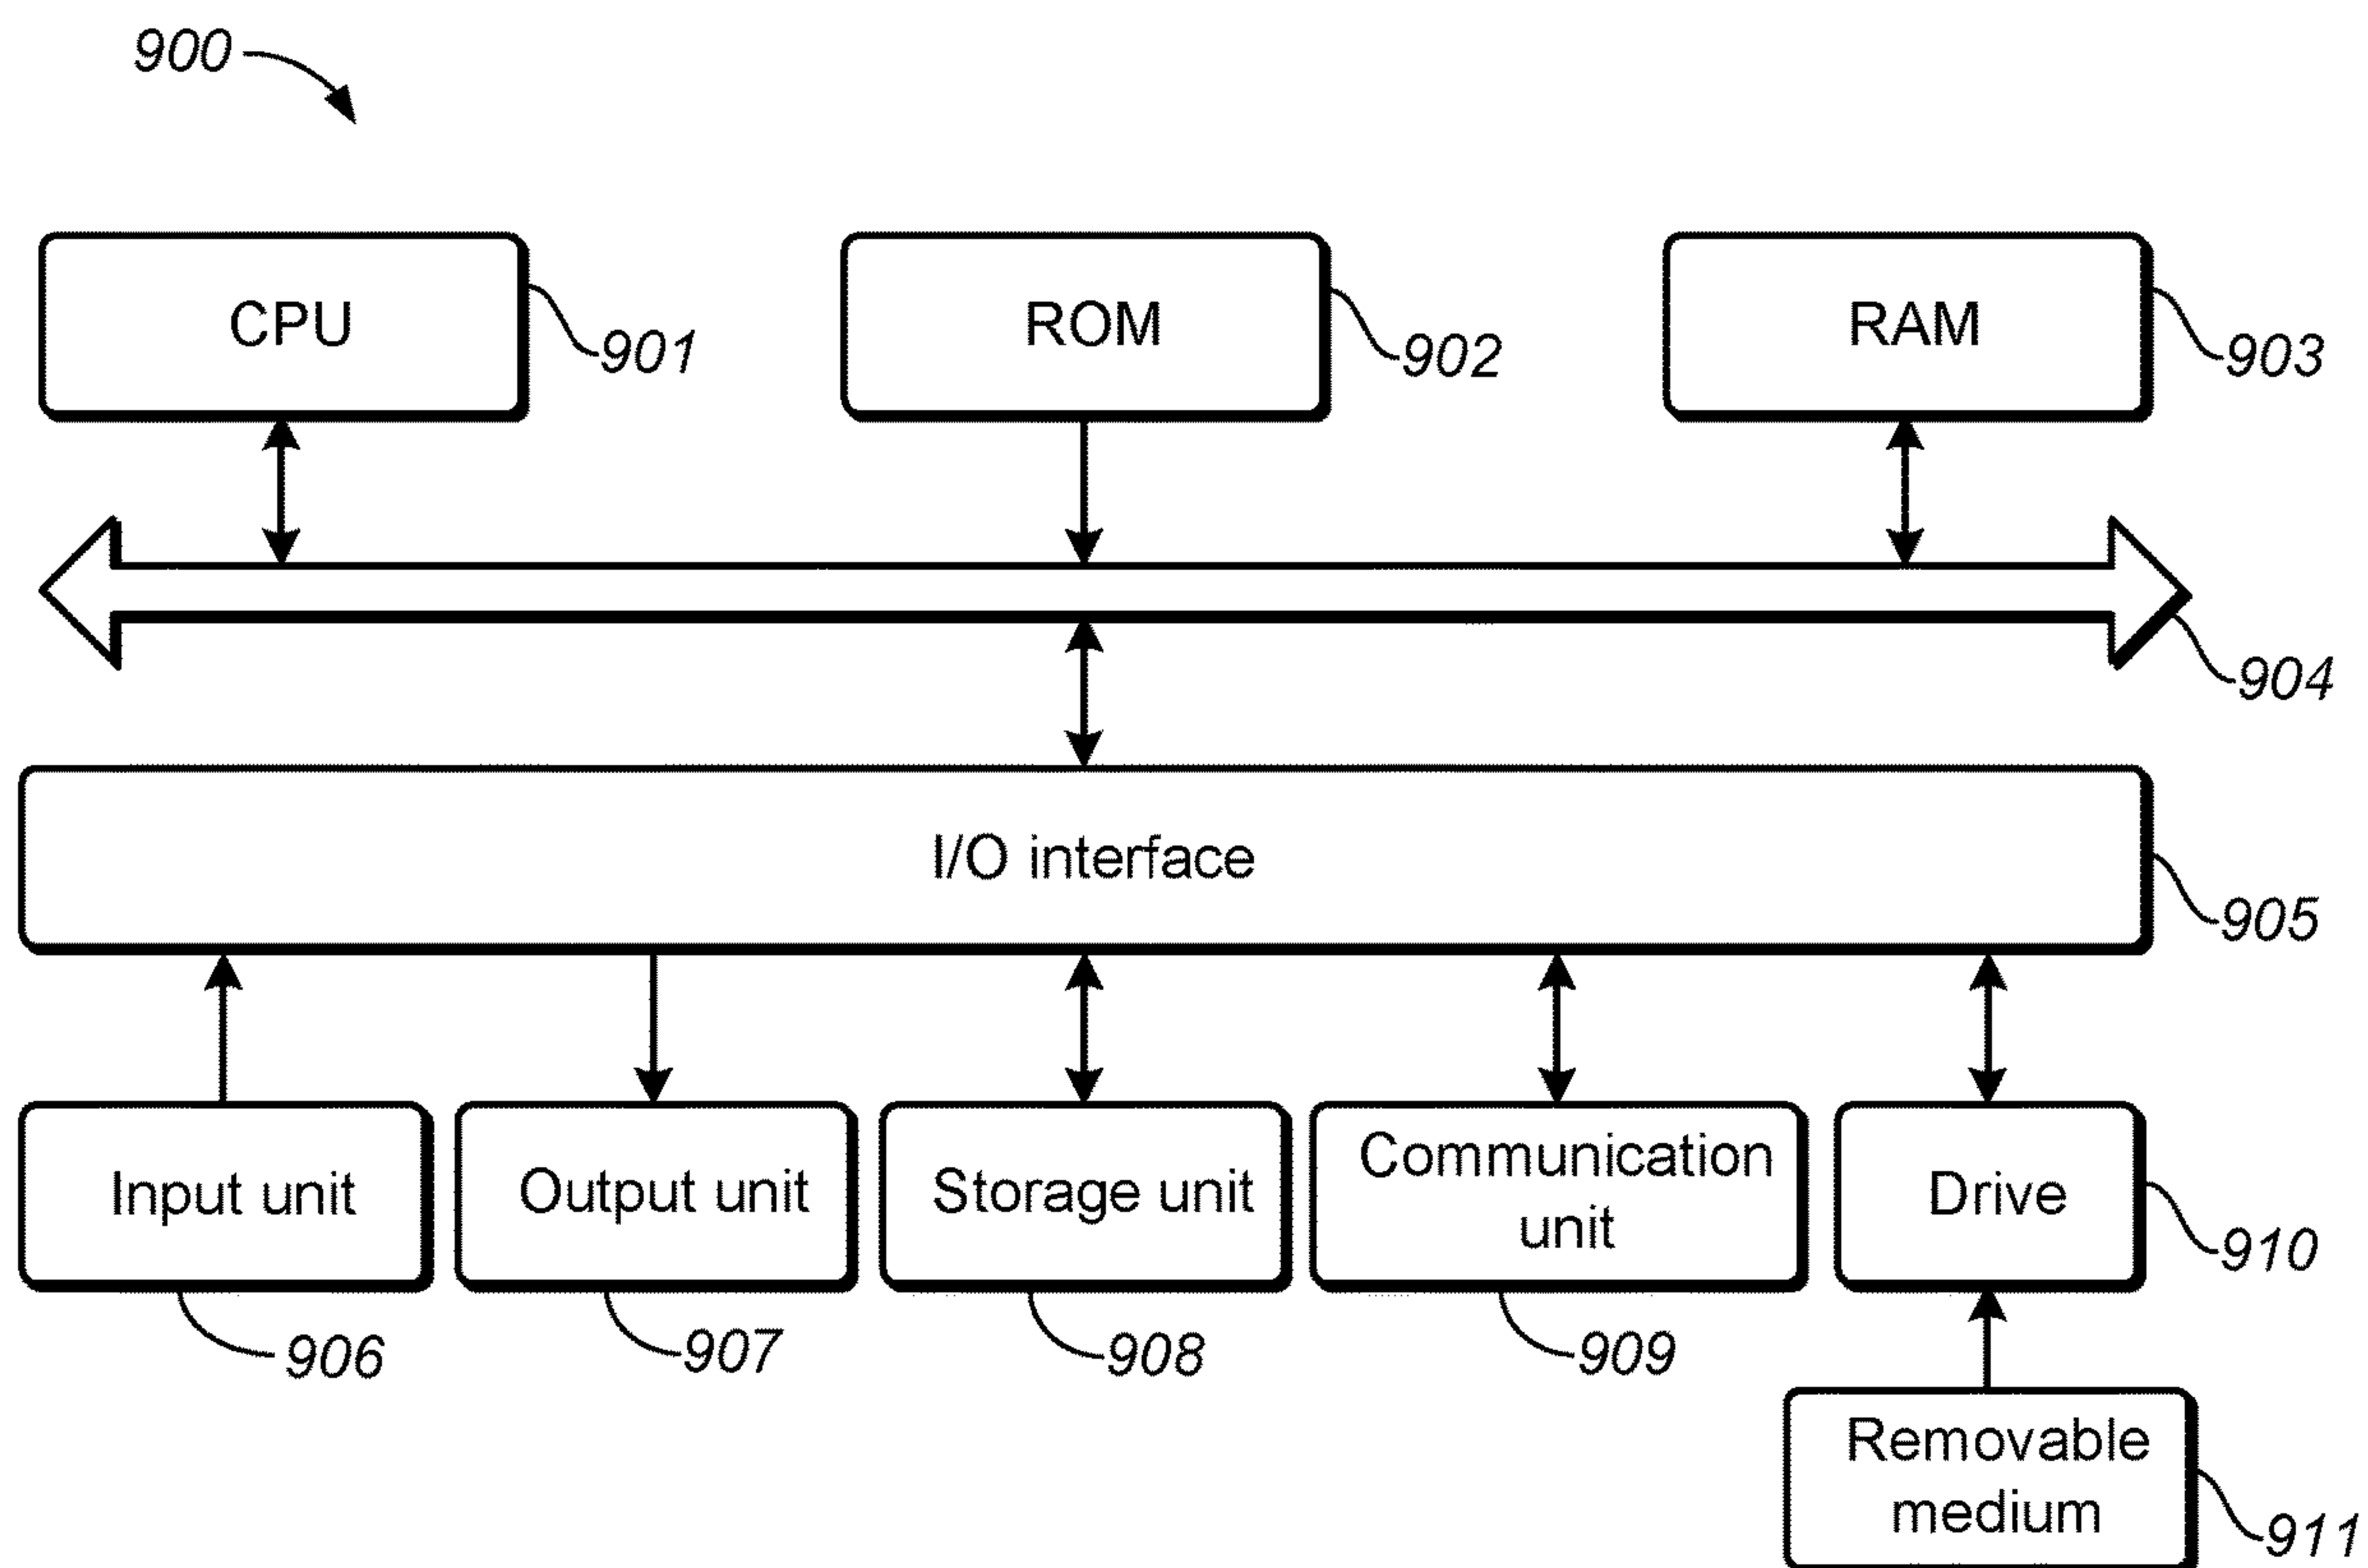 900
CPU
901
ROM
902
RAM
903
904
I/O interface
905
Input unit
906
Output unit
907
Storage unit
908
Communication
unit
909
Drive
910
Removable
medium
911